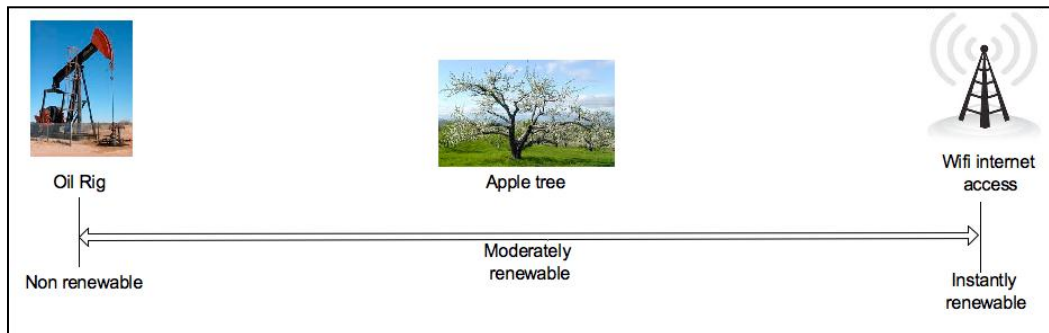 Oil Rig
Apple tree
Wifi internet
access
Moderately
renewable
Non renewable
Instantly
renewable